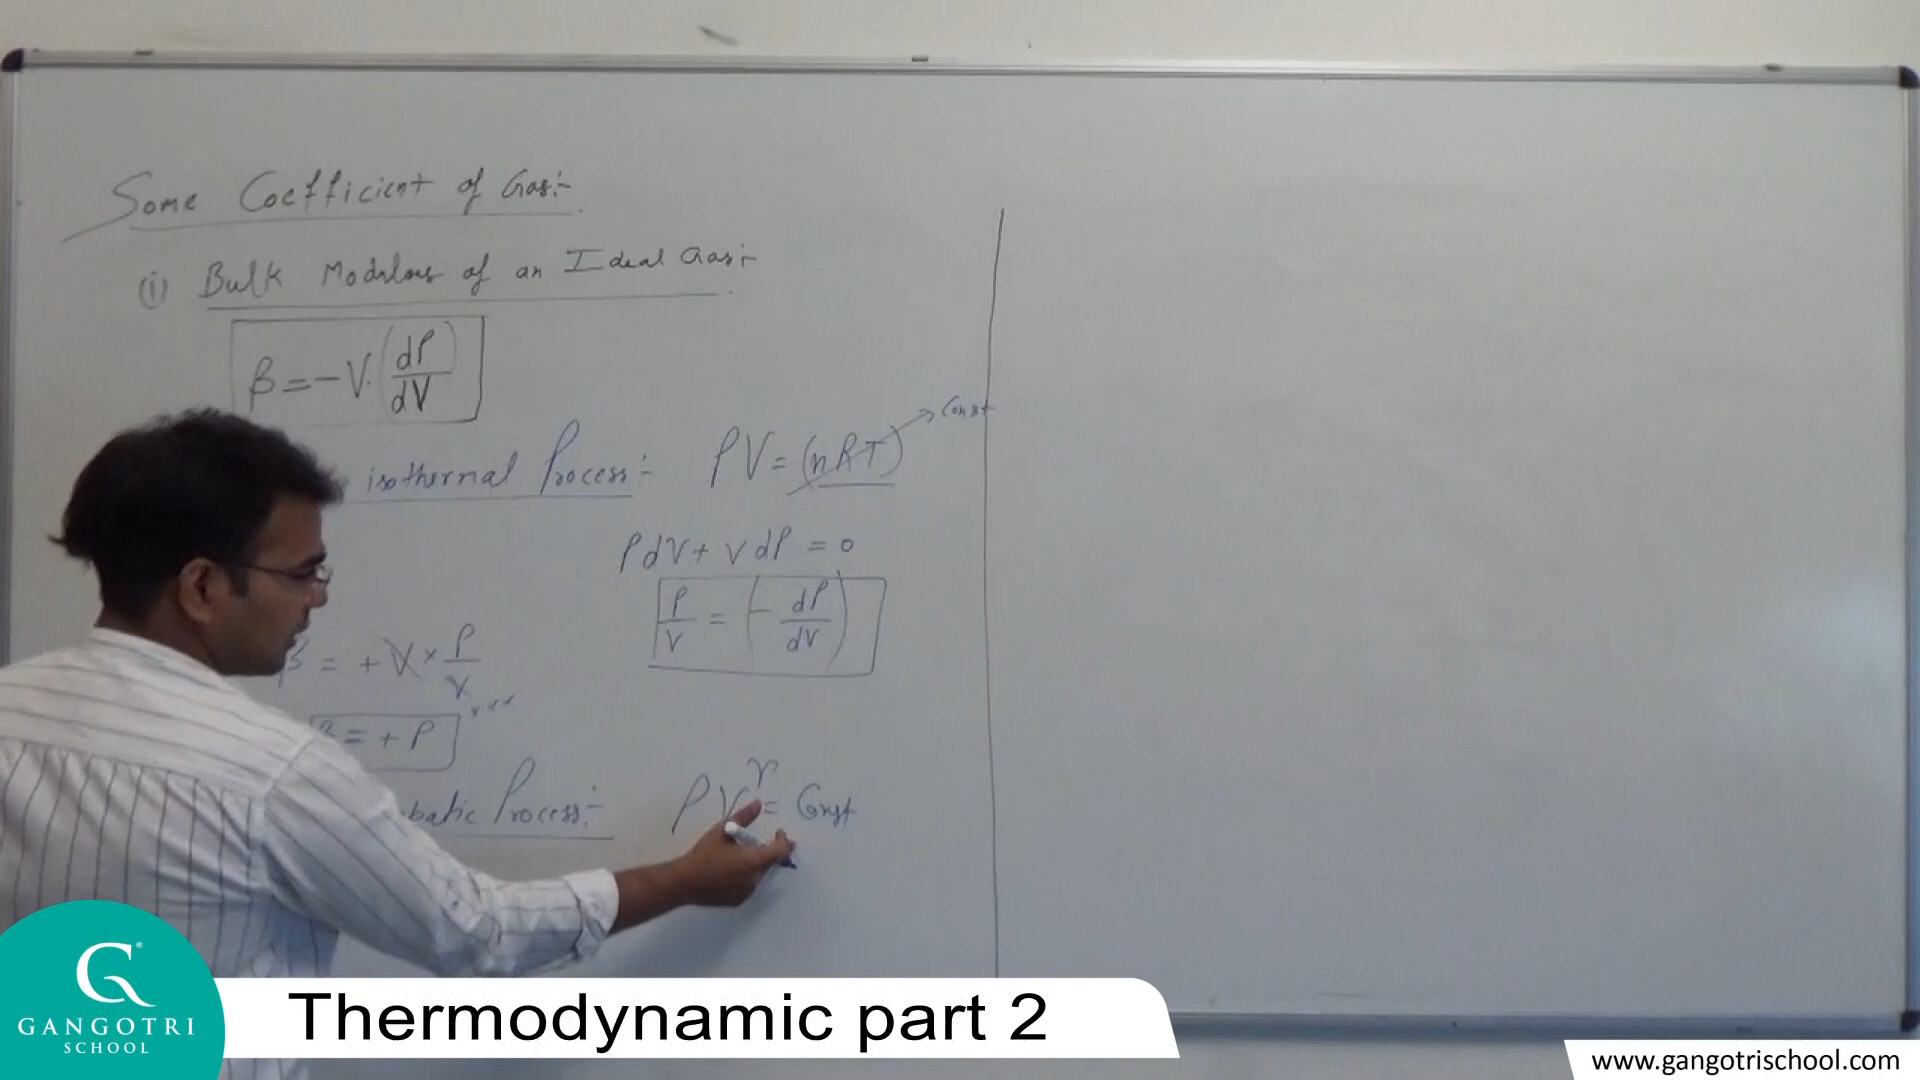 Some Coefficient of Gas:-
(i) Bulk Modulous of an Ideal Gas:-
β = -V. (dP/dV)
isothermal Process:- PV = (nRT) → Const
PdV + VdP = 0
P/V = (- dP/dV)
β = + V × P/V
β = + P
batic Process:- PV^γ = Const
G®
GANGOTRI
SCHOOL
Thermodynamic part 2
www.gangotrischool.com